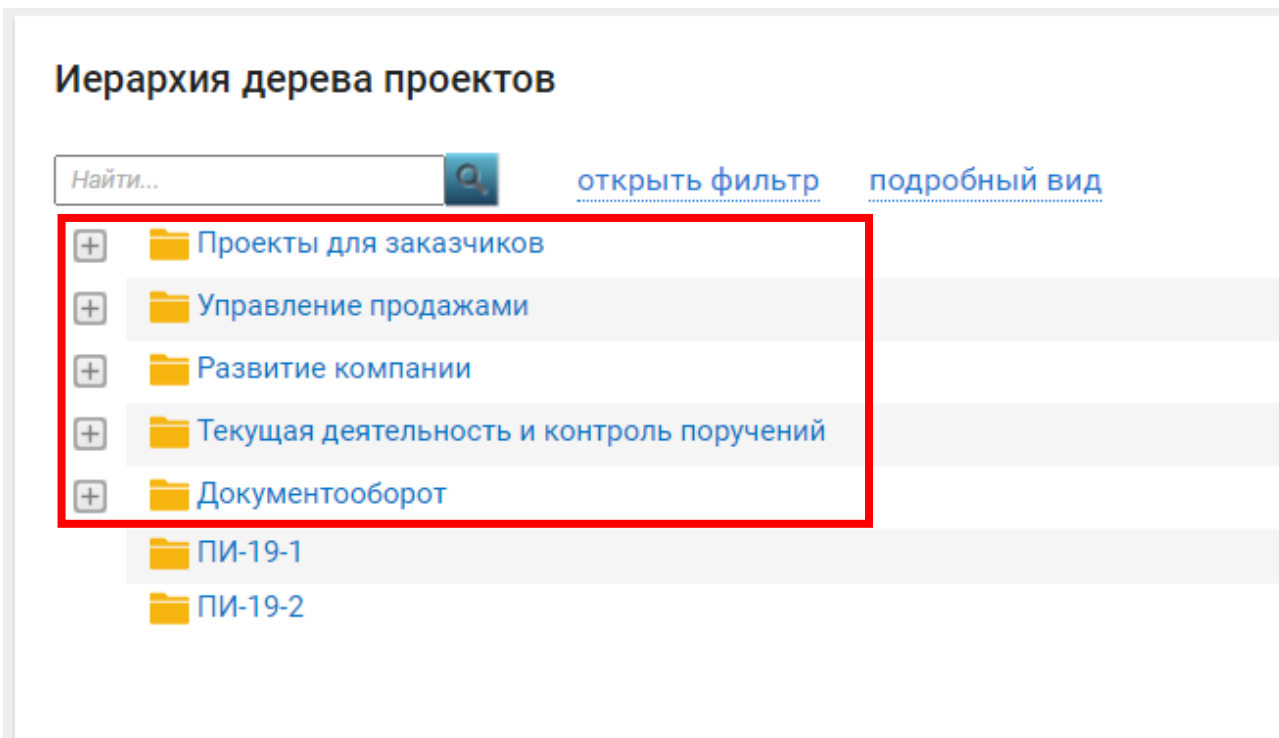 Иерархия дерева проектов
Найти... открыть фильтр подробный вид
Проекты для заказчиков
Управление продажами
Развитие компании
Текущая деятельность и контроль поручений
Документооборот
ПИ-19-1
ПИ-19-2